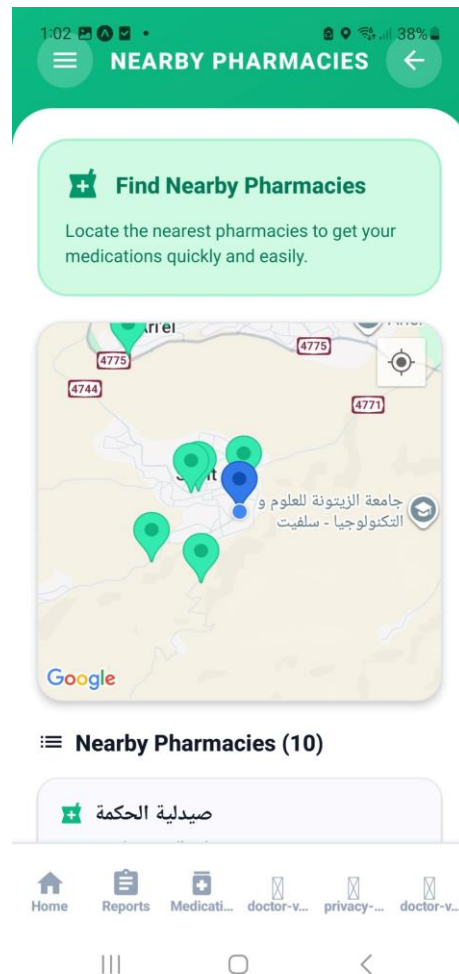 1:02
38%
NEARBY PHARMACIES
Find Nearby Pharmacies
Locate the nearest pharmacies to get your
medications quickly and easily.
Ari'el
4775
4775
4744
4771
جامعة الزيتونة للعلوم و
التكنولوجيا - سلفيت
Google
Nearby Pharmacies (10)
صيدلية الحكمة
Home
Reports
Medicati...
doctor-v...
privacy-...
doctor-v...